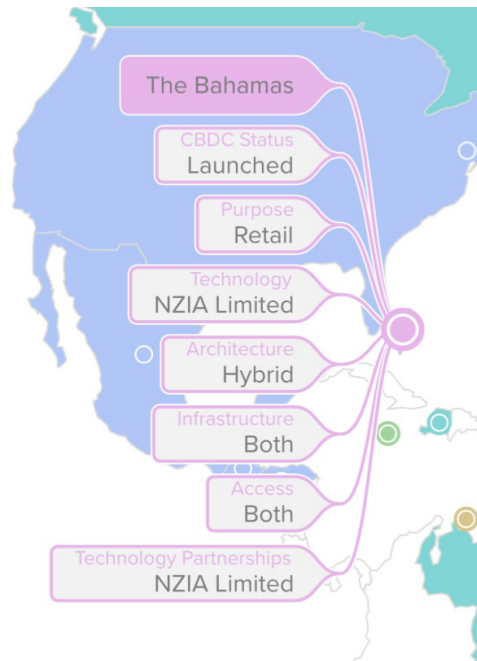 The Bahamas
CBDC Status
Launched
Purpose
Retail
Technology
NZIA Limited
Architecture
Hybrid
Infrastructure
Both
Access
Both
Technology Partnerships
NZIA Limited